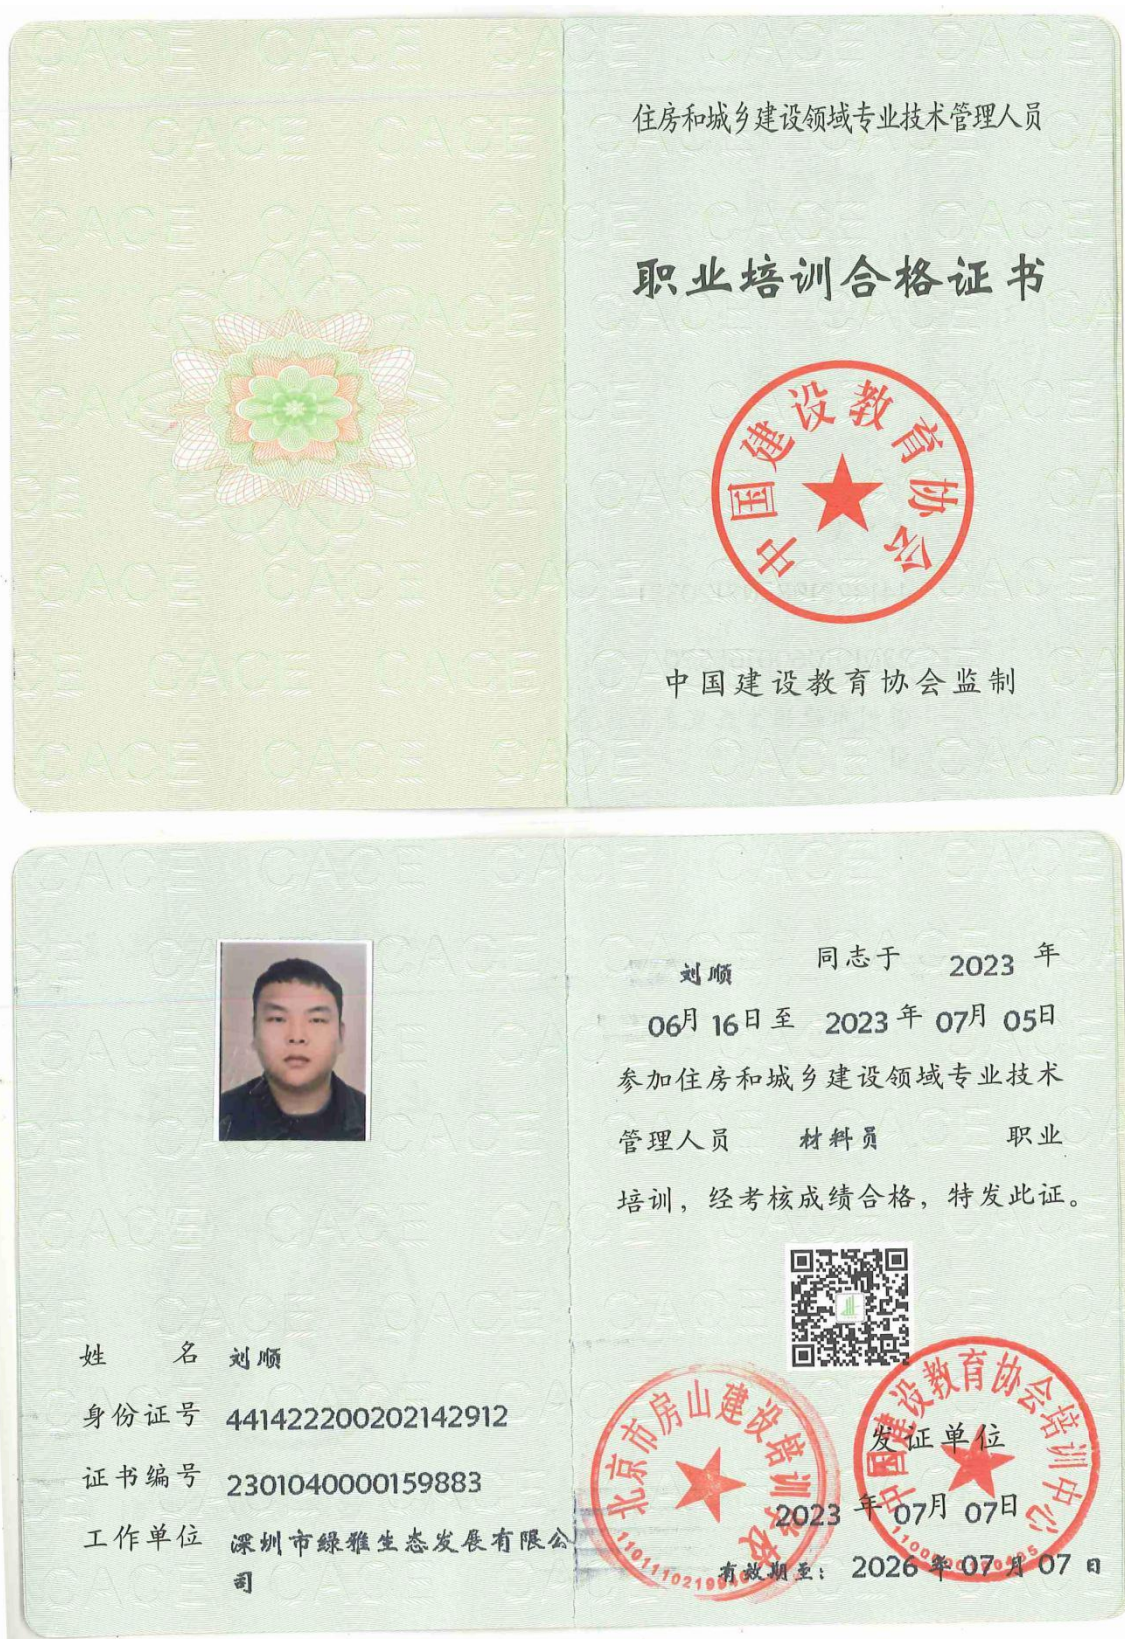 住房和城乡建设领域专业技术管理人员
职业培训合格证书
中国建设教育协会
中国建设教育协会监制
刘顺 同志于 2023 年
06月 16日至 2023 年 07月 05日
参加住房和城乡建设领域专业技术
管理人员 材料员 职业
培训，经考核成绩合格，特发此证。
姓 名 刘顺
身份证号 441422200202142912
证书编号 2301040000159883
工作单位 深圳市绿雅生态发展有限公
司
北京市房山建设培训学校
中国建设教育协会培训中心
发证单位
2023 年 07月 07日
有效期至： 2026 年 07 月 07 日
CACE